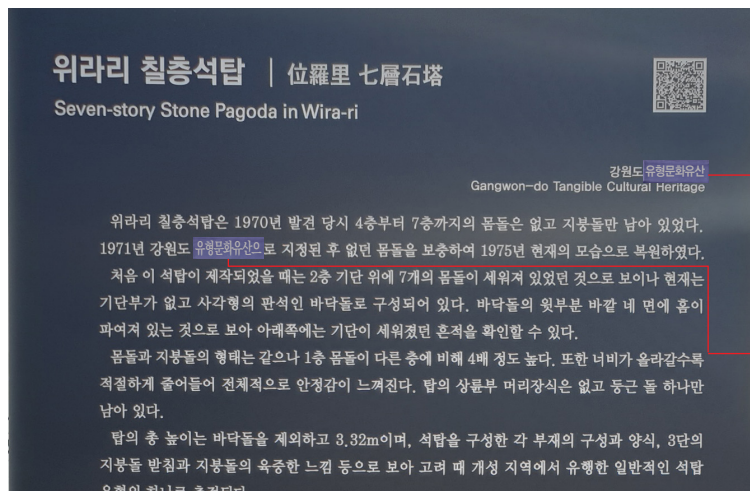 위라리 칠층석탑 | 位羅里 七層石塔
Seven-story Stone Pagoda in Wira-ri
강원도 유형문화유산
Gangwon-do Tangible Cultural Heritage
위라리 칠층석탑은 1970년 발견 당시 4층부터 7층까지의 몸돌은 없고 지붕돌만 남아 있었다.
1971년 강원도 유형문화유산으로 지정된 후 없던 몸돌을 보충하여 1975년 현재의 모습으로 복원하였다.
처음 이 석탑이 제작되었을 때는 2층 기단 위에 7개의 몸돌이 세워져 있었던 것으로 보이나 현재는
기단부가 없고 사각형의 판석인 바닥돌로 구성되어 있다. 바닥돌의 윗부분 바깥 네 면에 홈이
파여져 있는 것으로 보아 아래쪽에는 기단이 세워졌던 흔적을 확인할 수 있다.
몸돌과 지붕돌의 형태는 같으나 1층 몸돌이 다른 층에 비해 4배 정도 높다. 또한 너비가 올라갈수록
적절하게 줄어들어 전체적으로 안정감이 느껴진다. 탑의 상륜부 머리장식은 없고 둥근 돌 하나만
남아 있다.
탑의 총 높이는 바닥돌을 제외하고 3.32m이며, 석탑을 구성한 각 부재의 구성과 양식, 3단의
지붕돌 받침과 지붕돌의 육중한 느낌 등으로 보아 고려 때 개성 지역에서 유행한 일반적인 석탑